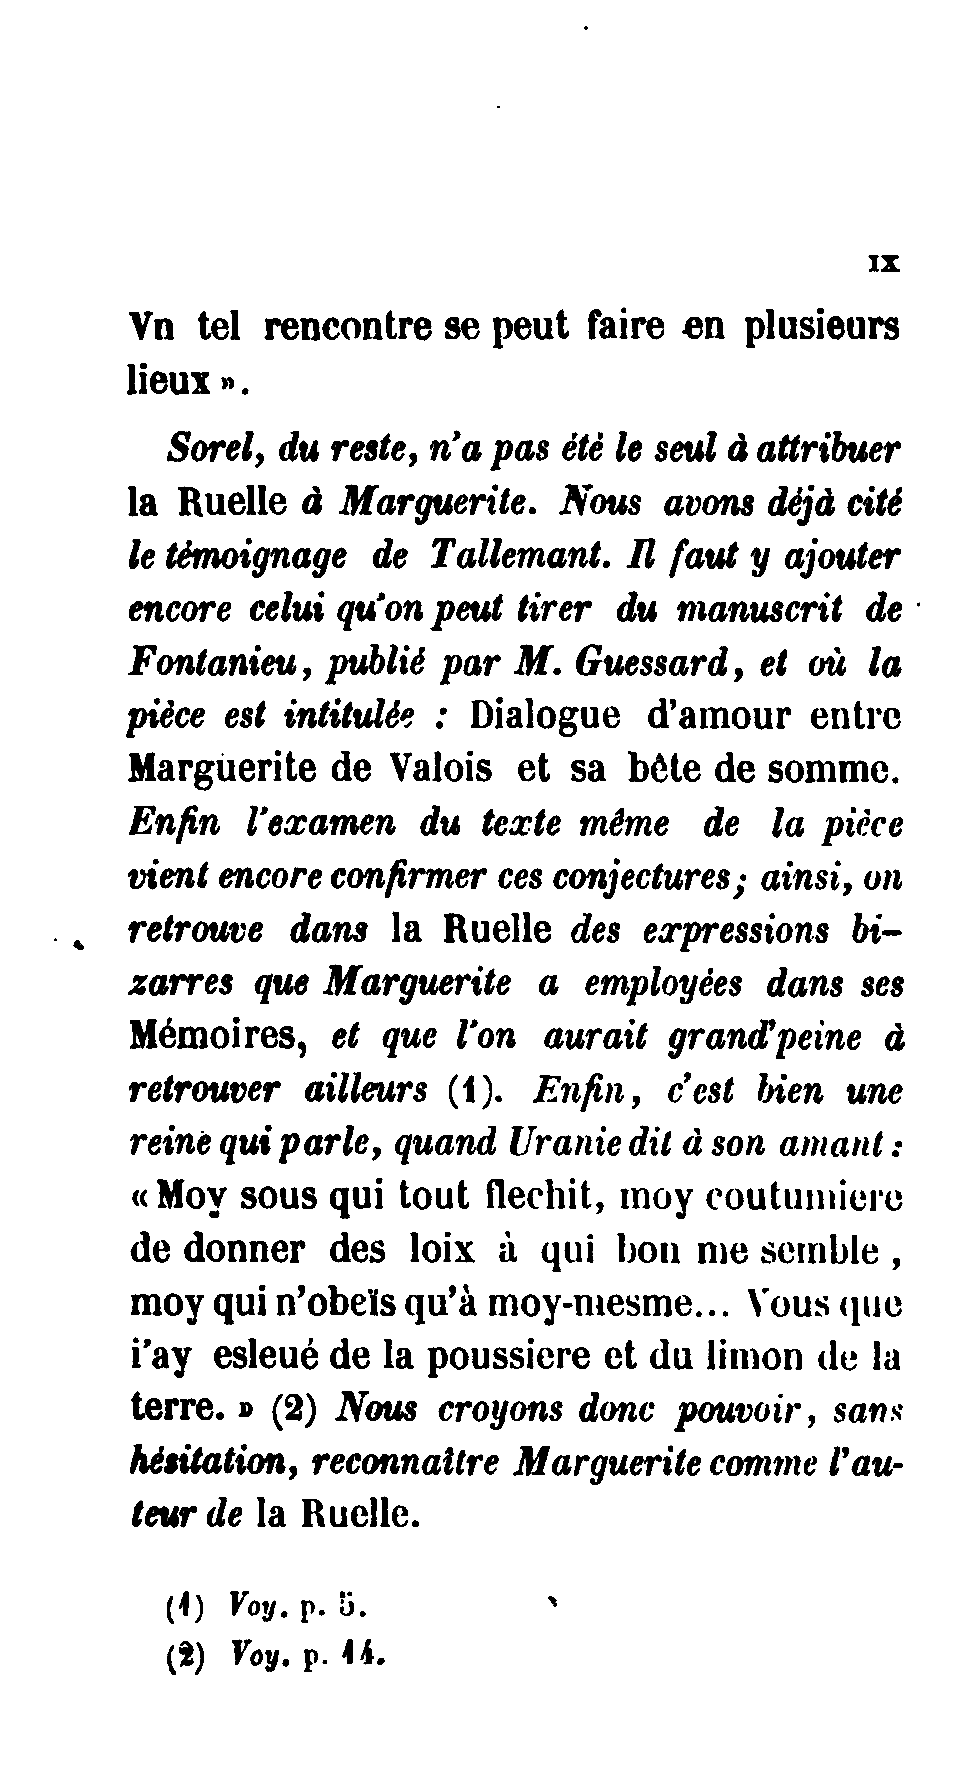 IX
Vn tel rencontre se peut faire en plusieurs
lieux ».
Sorel, du reste, n'a pas été le seul à attribuer
la Ruelle à Marguerite. Nous avons déjà cité
le témoignage de Tallemant. Il faut y ajouter
encore celui qu'on peut tirer du manuscrit de
Fontanieu, publié par M. Guessard, et où la
pièce est intitulée : Dialogue d'amour entre
Marguerite de Valois et sa bête de somme.
Enfin l'examen du texte même de la pièce
vient encore confirmer ces conjectures; ainsi, on
retrouve dans la Ruelle des expressions bi-
zarres que Marguerite a employées dans ses
Mémoires, et que l'on aurait grand'peine à
retrouver ailleurs (1). Enfin, c'est bien une
reine qui parle, quand Uranie dit à son amant :
« Moy sous qui tout flechit, moy coutumiere
de donner des loix à qui bon me semble ,
moy qui n'obeïs qu'à moy-mesme... Vous que
i'ay esleué de la poussiere et du limon de la
terre. » (2) Nous croyons donc pouvoir, sans
hésitation, reconnaître Marguerite comme l'au-
teur de la Ruelle.
(1) Voy. p. 5.
(2) Voy. p. 14.